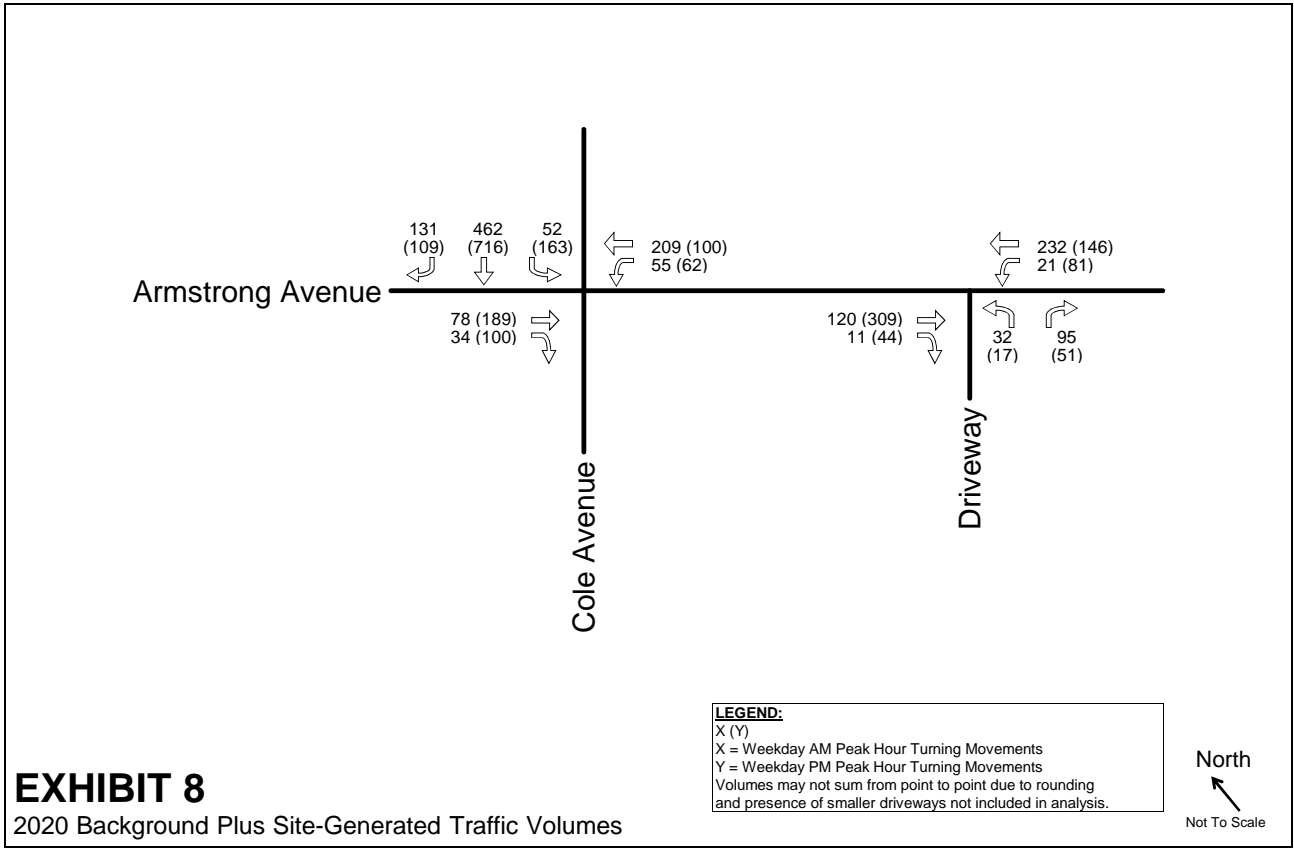 131 462 52
(109) (716) (163)
209 (100)
55 (62)
232 (146)
21 (81)
Armstrong Avenue
78 (189)
34 (100)
120 (309)
11 (44)
32 95
(17) (51)
Cole Avenue
Driveway
LEGEND:
X (Y)
X = Weekday AM Peak Hour Turning Movements
Y = Weekday PM Peak Hour Turning Movements
Volumes may not sum from point to point due to rounding
and presence of smaller driveways not included in analysis.
North
Not To Scale
EXHIBIT 8
2020 Background Plus Site-Generated Traffic Volumes